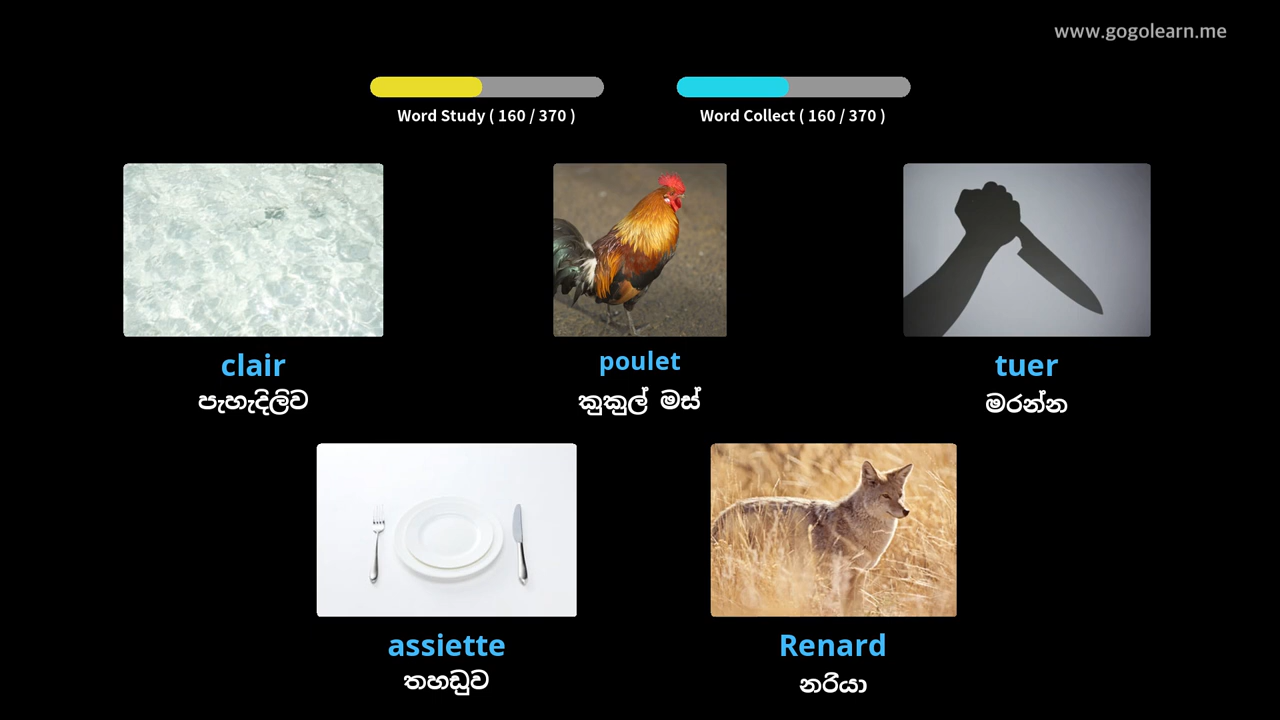 www.gogolearn.me
Word Study ( 160 / 370 )
Word Collect ( 160 / 370 )
clair
පැහැදිලිව
poulet
කුකුල් මස්
tuer
මරන්න
assiette
තහඩුව
Renard
නරියා